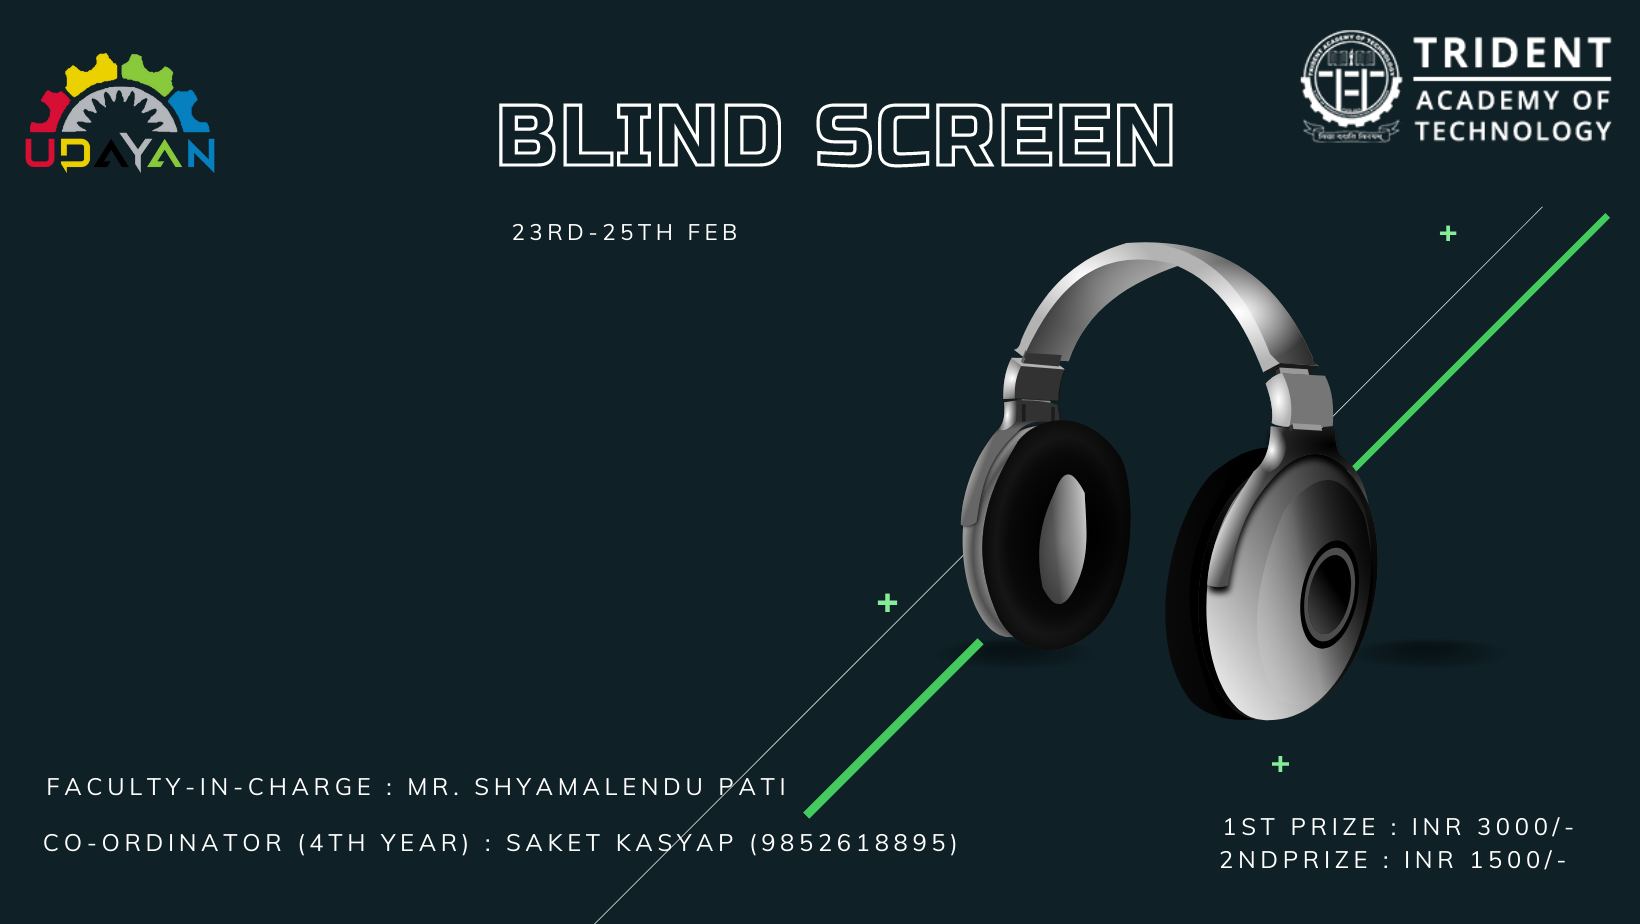 UDAYAN
TRIDENT
ACADEMY OF
TECHNOLOGY
BLIND SCREEN
23RD-25TH FEB
FACULTY-IN-CHARGE : MR. SHYAMALENDU PATI
CO-ORDINATOR (4TH YEAR) : SAKET KASYAP (9852618895)
1ST PRIZE : INR 3000/-
2NDPRIZE : INR 1500/-